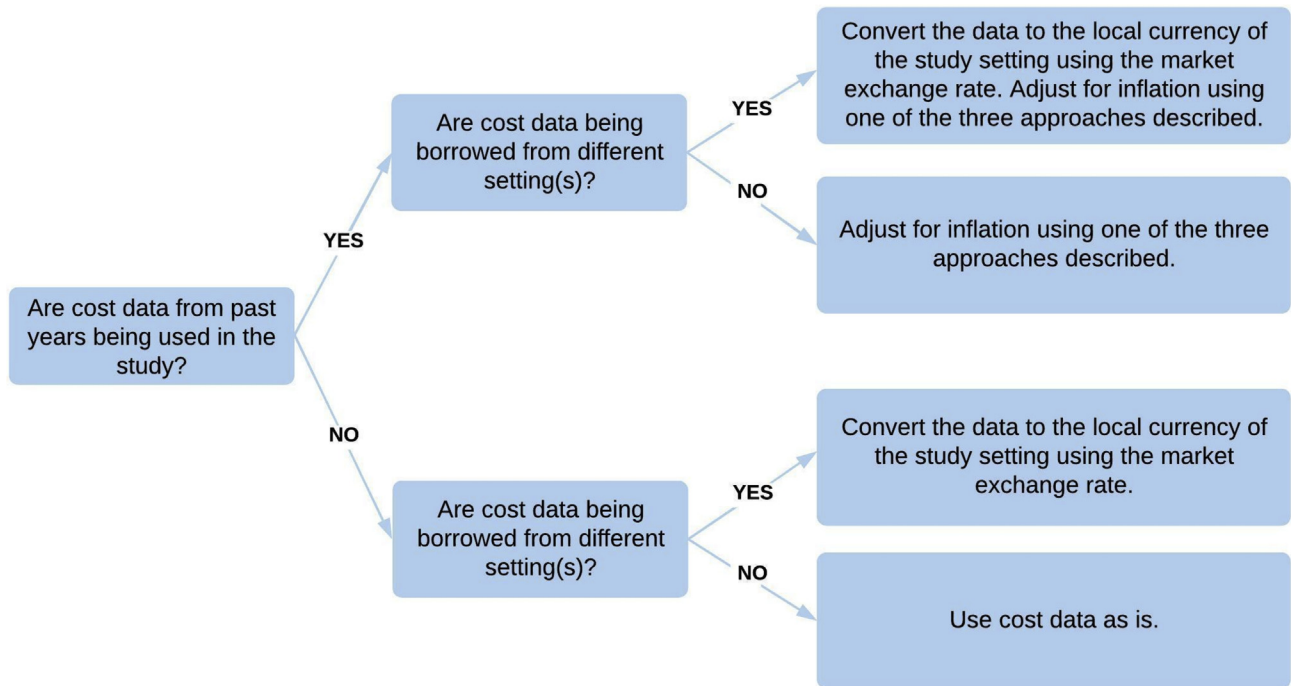 Are cost data from past
years being used in the
study?
YES
Are cost data being
borrowed from different
setting(s)?
YES
Convert the data to the local currency of
the study setting using the market
exchange rate. Adjust for inflation using
one of the three approaches described.
NO
Adjust for inflation using one of the three
approaches described.
NO
Are cost data being
borrowed from different
setting(s)?
YES
Convert the data to the local currency of
the study setting using the market
exchange rate.
NO
Use cost data as is.